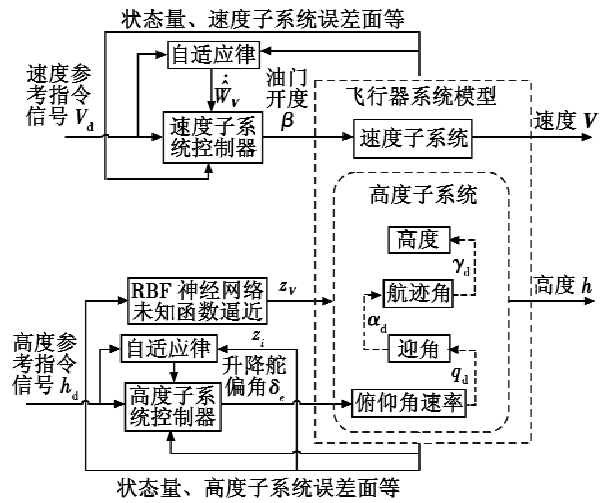 状态量、速度子系统误差面等
自适应律
速度参
考指令
信号 V_d
Ŵ_V
油门
开度
β
速度子系
统控制器
飞行器系统模型
速度子系统
速度 V
高度子系统
高度
γ_d
航迹角
α_d
迎角
q_d
俯仰角速率
高度 h
RBF 神经网络
未知函数逼近
z_V
z_i
高度参
考指令
信号 h_d
自适应律
升降舵
偏角δ_e
高度子系
统控制器
状态量、高度子系统误差面等